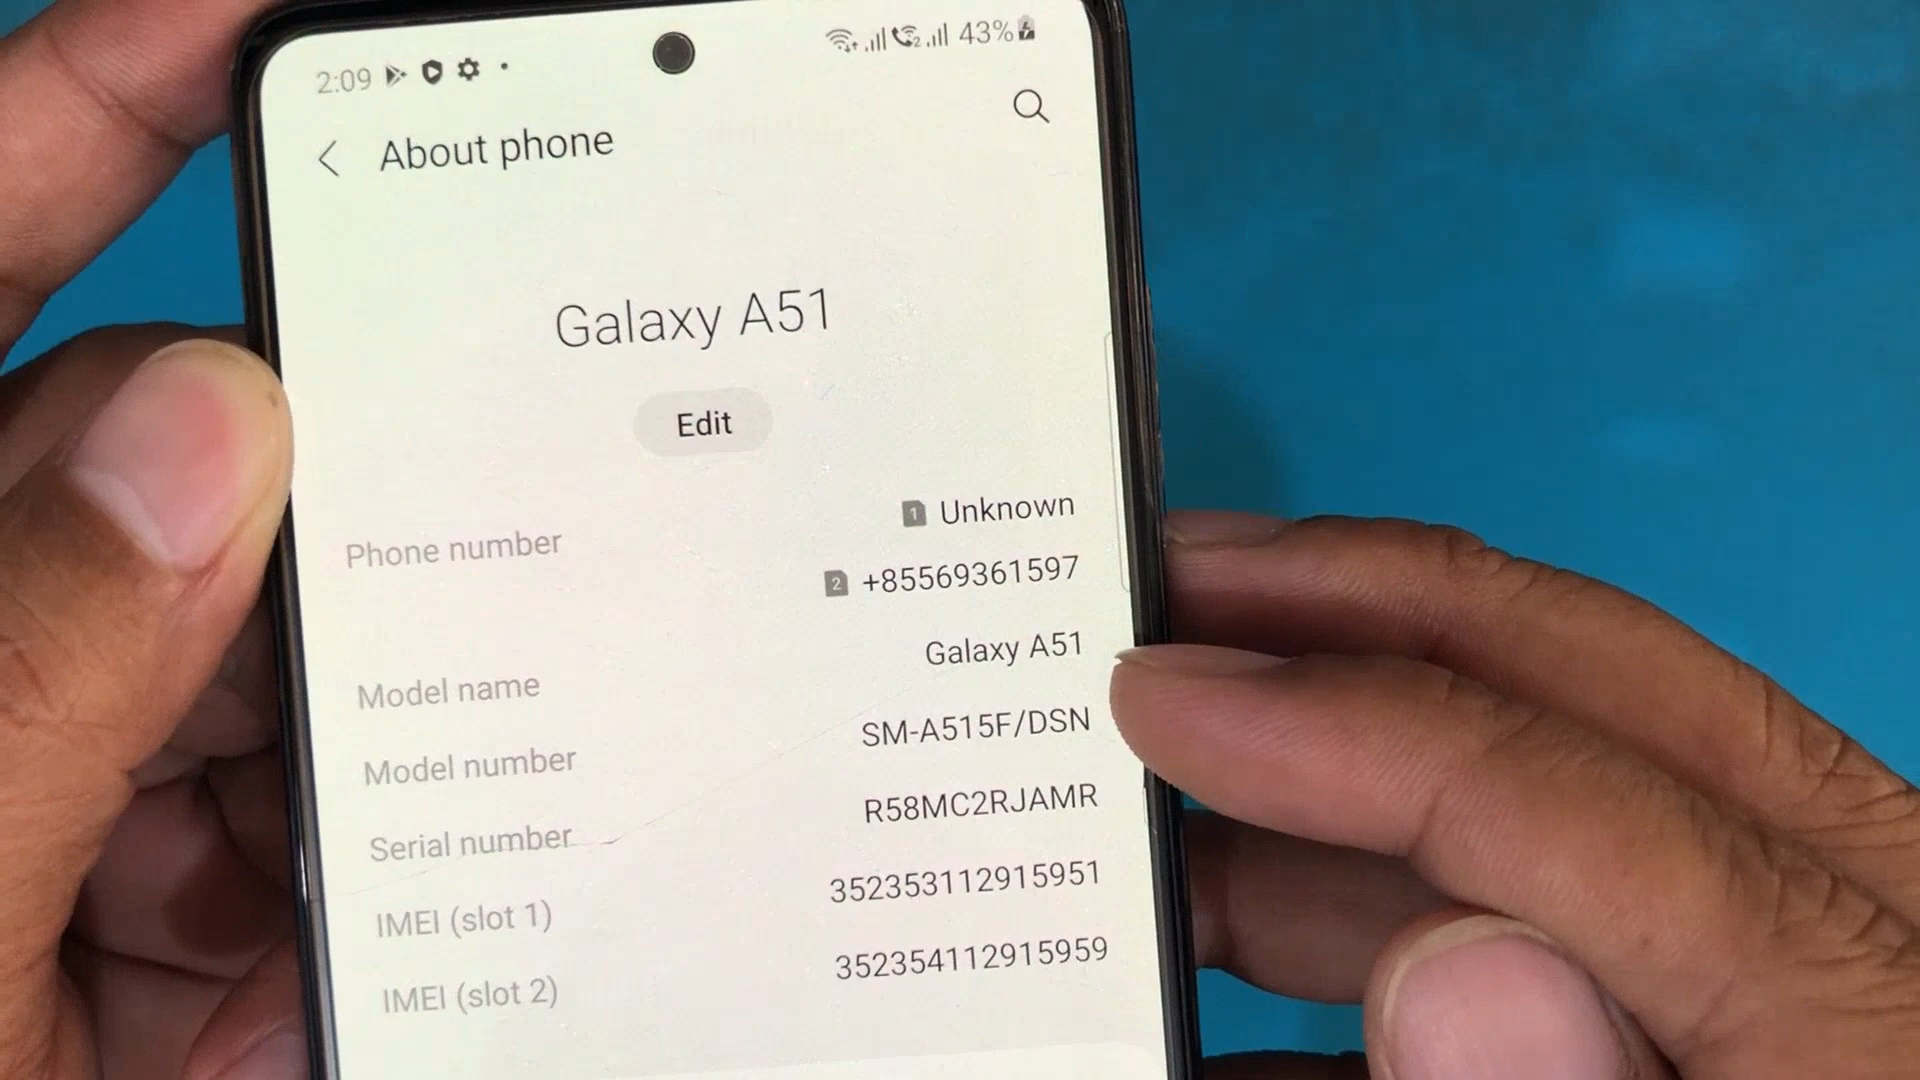 2:09 2 43%
About phone
Galaxy A51
Edit
Phone number 1 Unknown
2 +85569361597
Model name Galaxy A51
Model number SM-A515F/DSN
Serial number R58MC2RJAMR
IMEI (slot 1) 352353112915951
IMEI (slot 2) 352354112915959